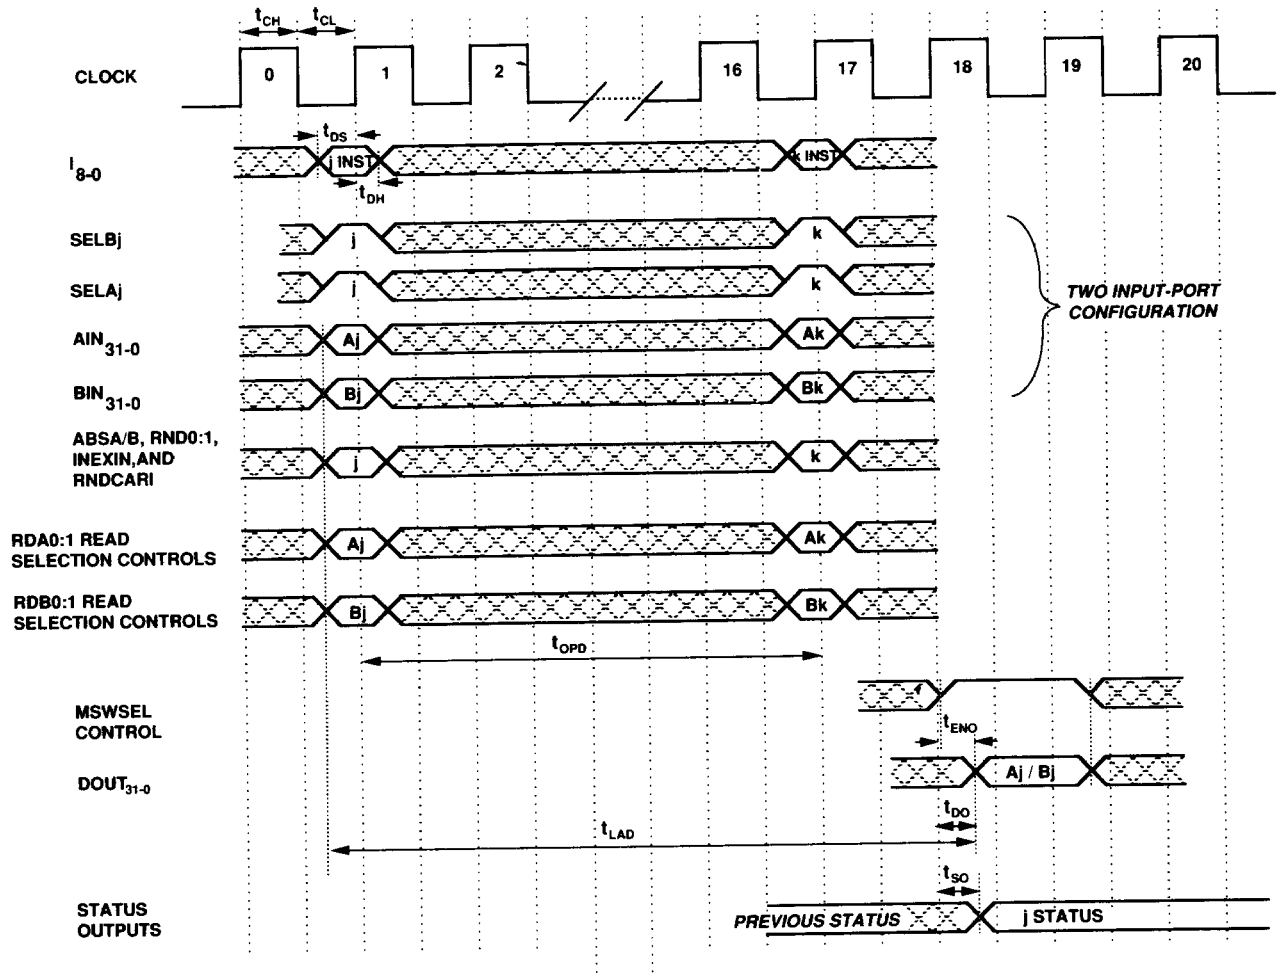 tCH tCL
CLOCK 0 1 2 16 17 18 19 20
tDS
I8-0 j INST k INST
tDH
SELBj j k
SELAj j k
TWO INPUT-PORT
CONFIGURATION
AIN31-0 Aj Ak
BIN31-0 Bj Bk
ABSA/B, RND0:1,
INEXIN,AND
RNDCARI
j k
RDA0:1 READ
SELECTION CONTROLS
Aj Ak
RDB0:1 READ
SELECTION CONTROLS
Bj Bk
tOPD
MSWSEL
CONTROL
tENO
DOUT31-0 Aj / Bj
tDO
tLAD
tSO
STATUS
OUTPUTS
PREVIOUS STATUS j STATUS